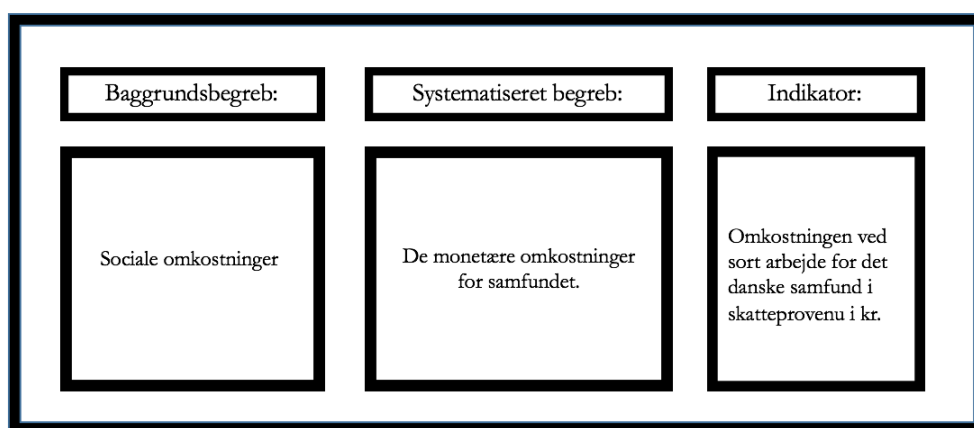 Baggrundsbegreb:
Systematiseret begreb:
Indikator:
Sociale omkostninger
De monetære omkostninger
for samfundet.
Omkostningen ved
sort arbejde for det
danske samfund i
skatteprovenu i kr.